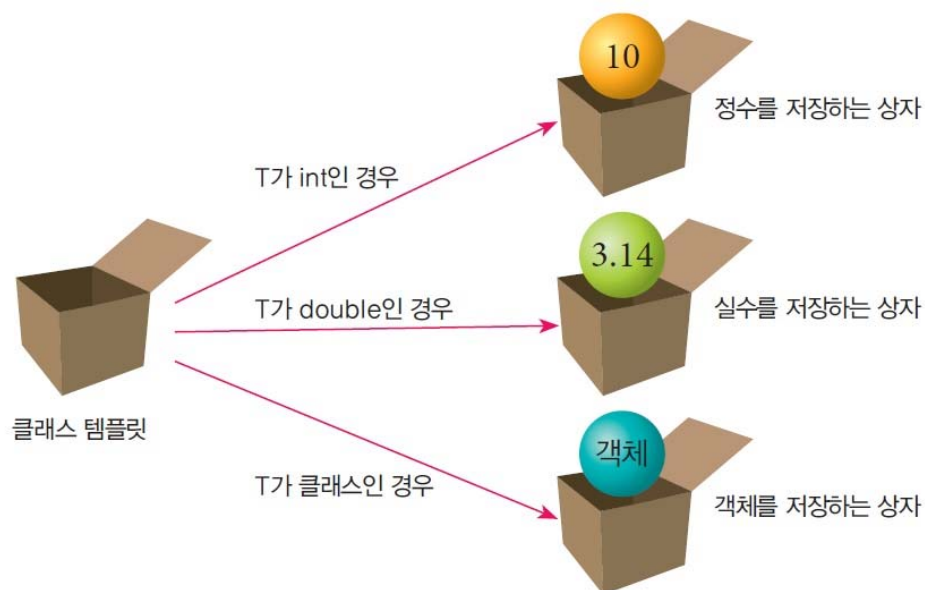 10
정수를 저장하는 상자
T가 int인 경우
3.14
T가 double인 경우
실수를 저장하는 상자
클래스 템플릿
객체
T가 클래스인 경우
객체를 저장하는 상자